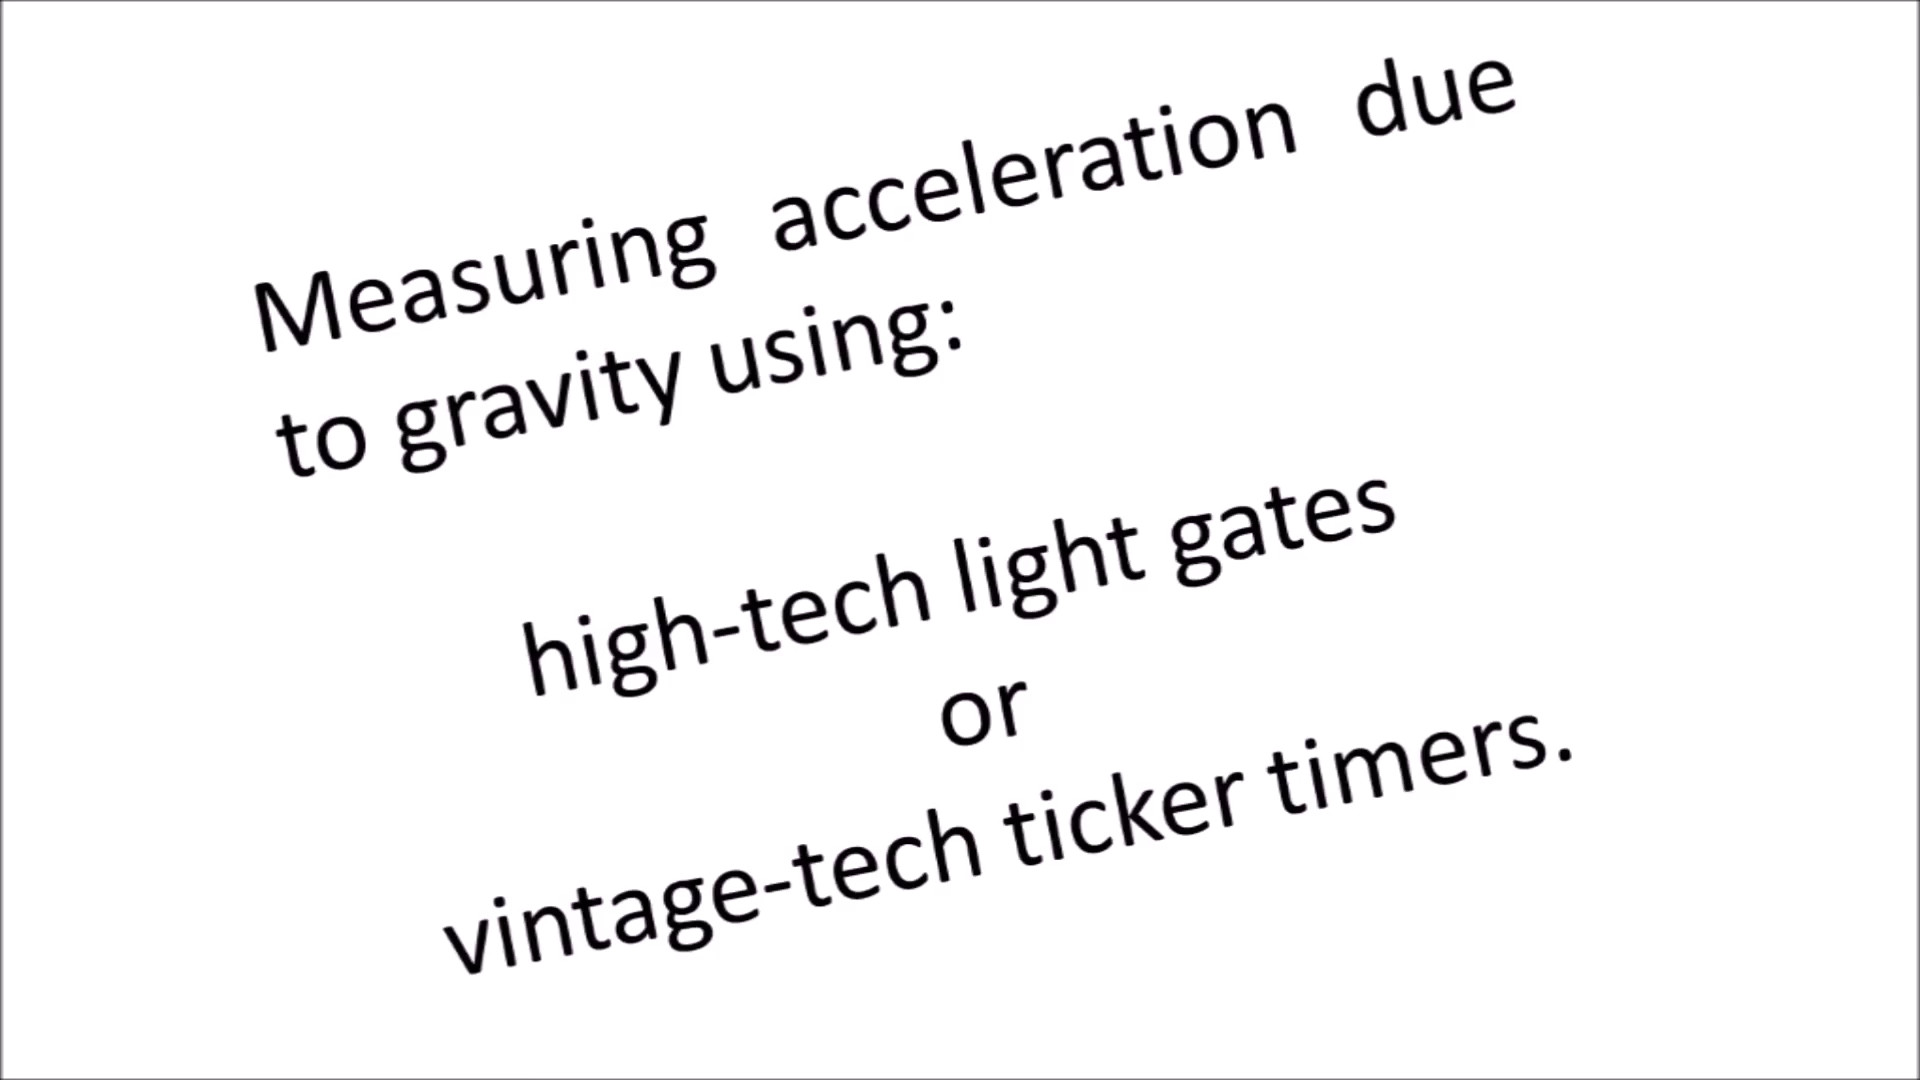 Measuring acceleration due
to gravity using:
high-tech light gates
or
vintage-tech ticker timers.